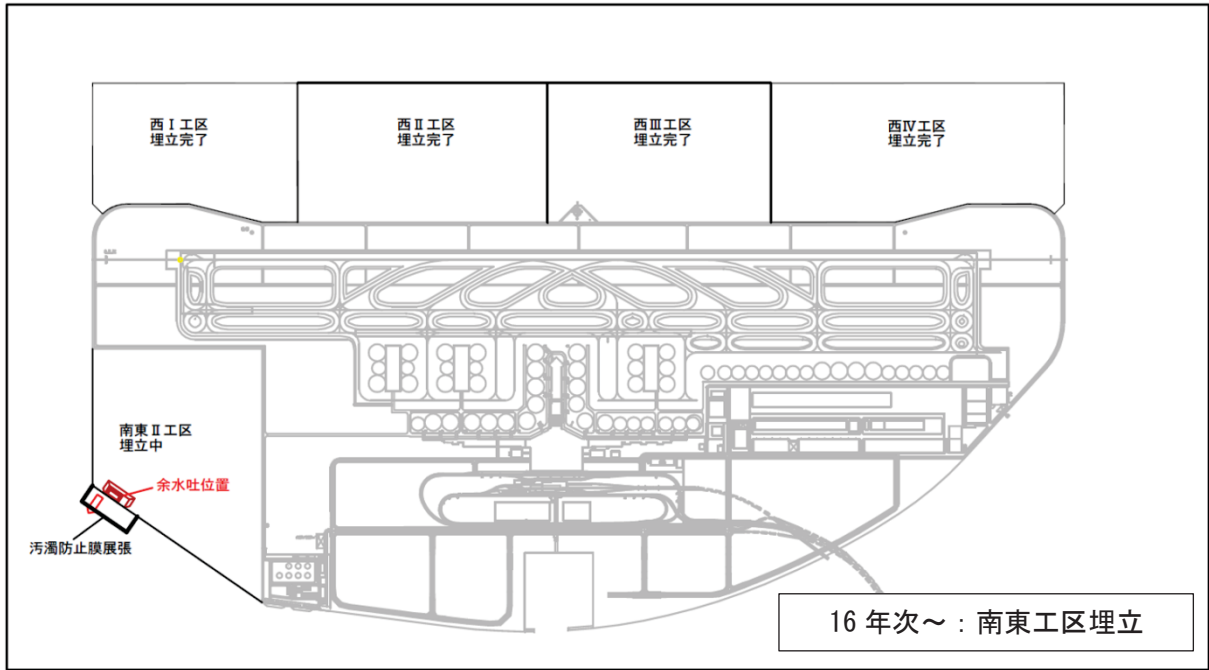 西Ⅰ工区
埋立完了
西Ⅱ工区
埋立完了
西Ⅲ工区
埋立完了
西Ⅳ工区
埋立完了
南東Ⅱ工区
埋立中
余水吐位置
汚濁防止膜展張
16 年次～：南東工区埋立